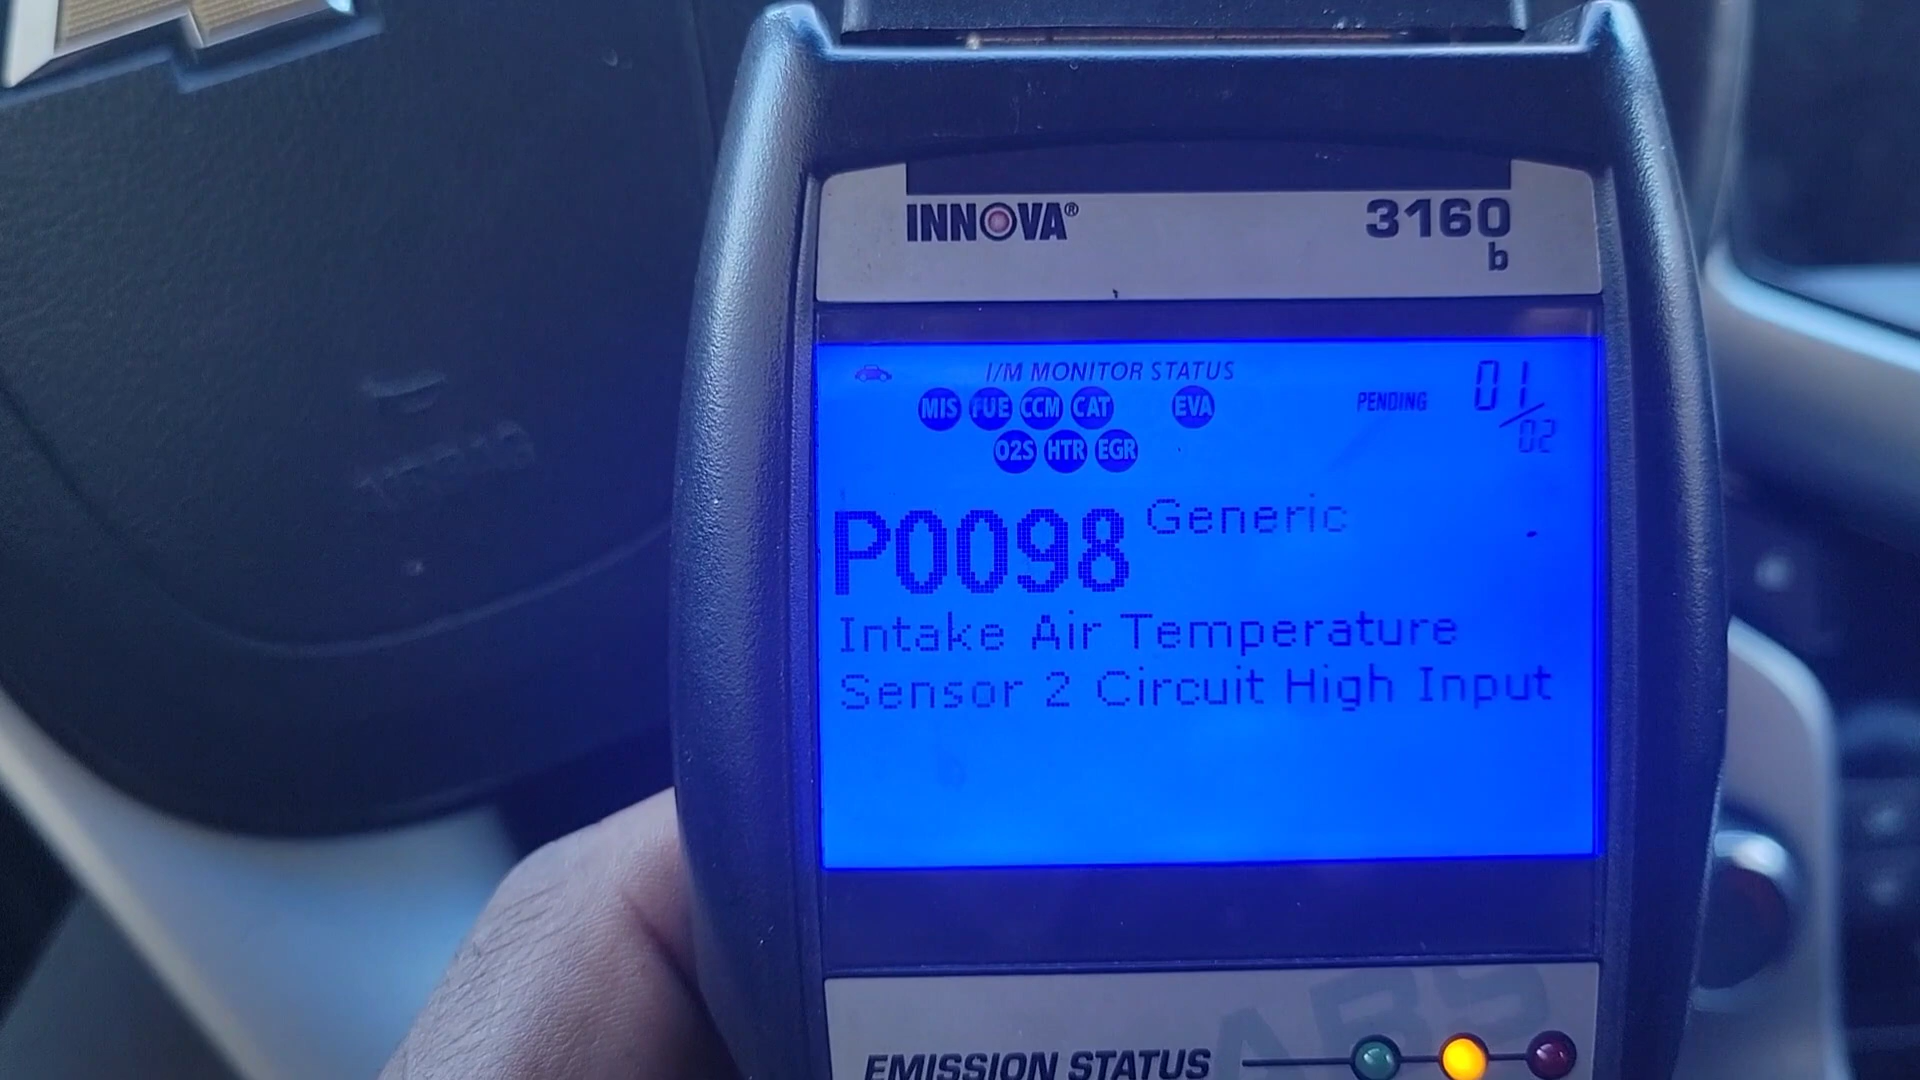 INNOVA®
3160
b
I/M MONITOR STATUS
MIS FUE CCM CAT EVA
PENDING
01/02
O2S HTR EGR
P0098 Generic
Intake Air Temperature
Sensor 2 Circuit High Input
ABS
EMISSION STATUS